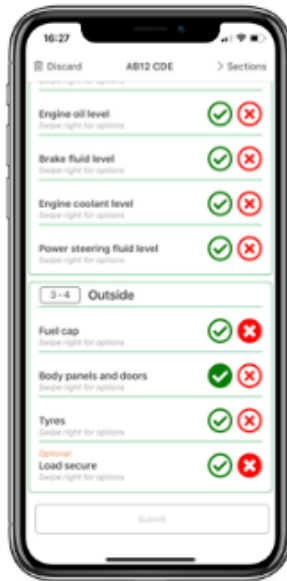 16:27
Discard AB12 CDE > Sections
Engine oil level
Swipe right for options
Brake fluid level
Swipe right for options
Engine coolant level
Swipe right for options
Power steering fluid level
Swipe right for options
3-4 Outside
Fuel cap
Swipe right for options
Body panels and doors
Swipe right for options
Tyres
Swipe right for options
Optional
Load secure
Swipe right for options
Submit